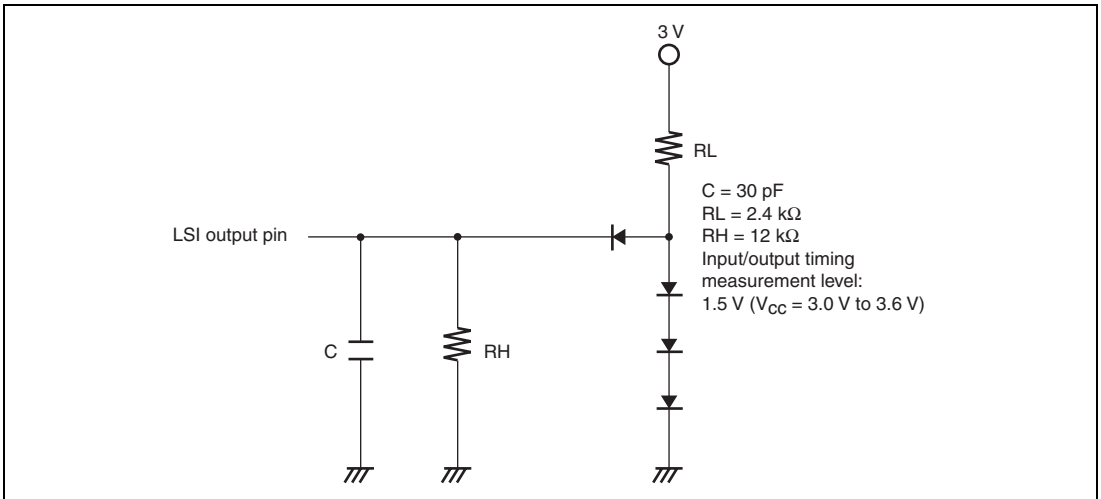 3 V
RL
C = 30 pF
RL = 2.4 kΩ
RH = 12 kΩ
Input/output timing
measurement level:
1.5 V (VCC = 3.0 V to 3.6 V)
LSI output pin
C
RH